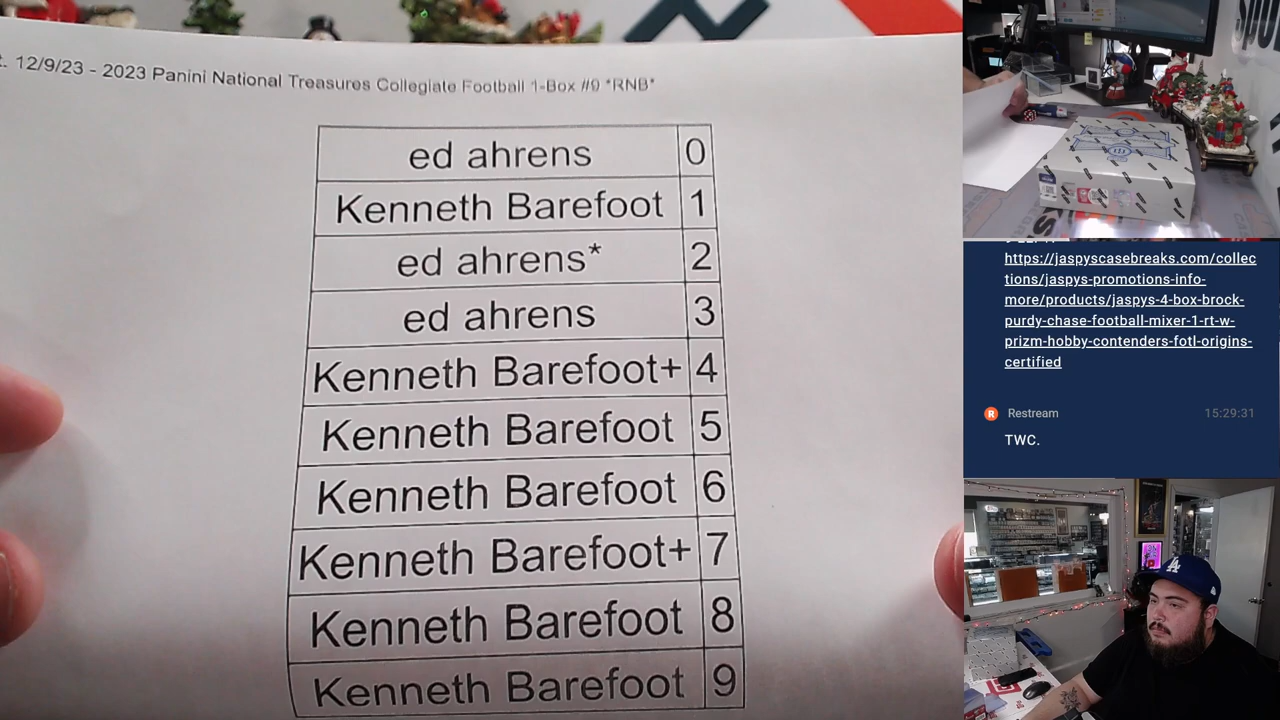 . 12/9/23 - 2023 Panini National Treasures Collegiate Football 1-Box #9 *RNB*
ed ahrens 0
Kenneth Barefoot 1
ed ahrens* 2
ed ahrens 3
Kenneth Barefoot+ 4
Kenneth Barefoot 5
Kenneth Barefoot 6
Kenneth Barefoot+ 7
Kenneth Barefoot 8
Kenneth Barefoot 9
https://jaspyscasebreaks.com/collec
tions/jaspys-promotions-info-
more/products/jaspys-4-box-brock-
purdy-chase-football-mixer-1-rt-w-
prizm-hobby-contenders-fotl-origins-
certified
R Restream 15:29:31
TWC.
LA